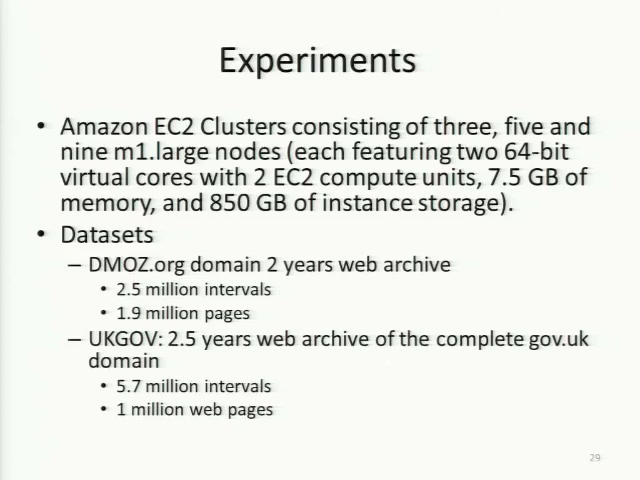 Experiments
• Amazon EC2 Clusters consisting of three, five and
nine m1.large nodes (each featuring two 64-bit
virtual cores with 2 EC2 compute units, 7.5 GB of
memory, and 850 GB of instance storage).
• Datasets
– DMOZ.org domain 2 years web archive
• 2.5 million intervals
• 1.9 million pages
– UKGOV: 2.5 years web archive of the complete gov.uk
domain
• 5.7 million intervals
• 1 million web pages
29